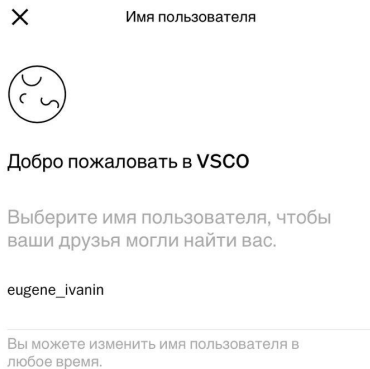 Имя пользователя
Добро пожаловать в VSCO
Выберите имя пользователя, чтобы
ваши друзья могли найти вас.
eugene_ivanin
Вы можете изменить имя пользователя в
любое время.